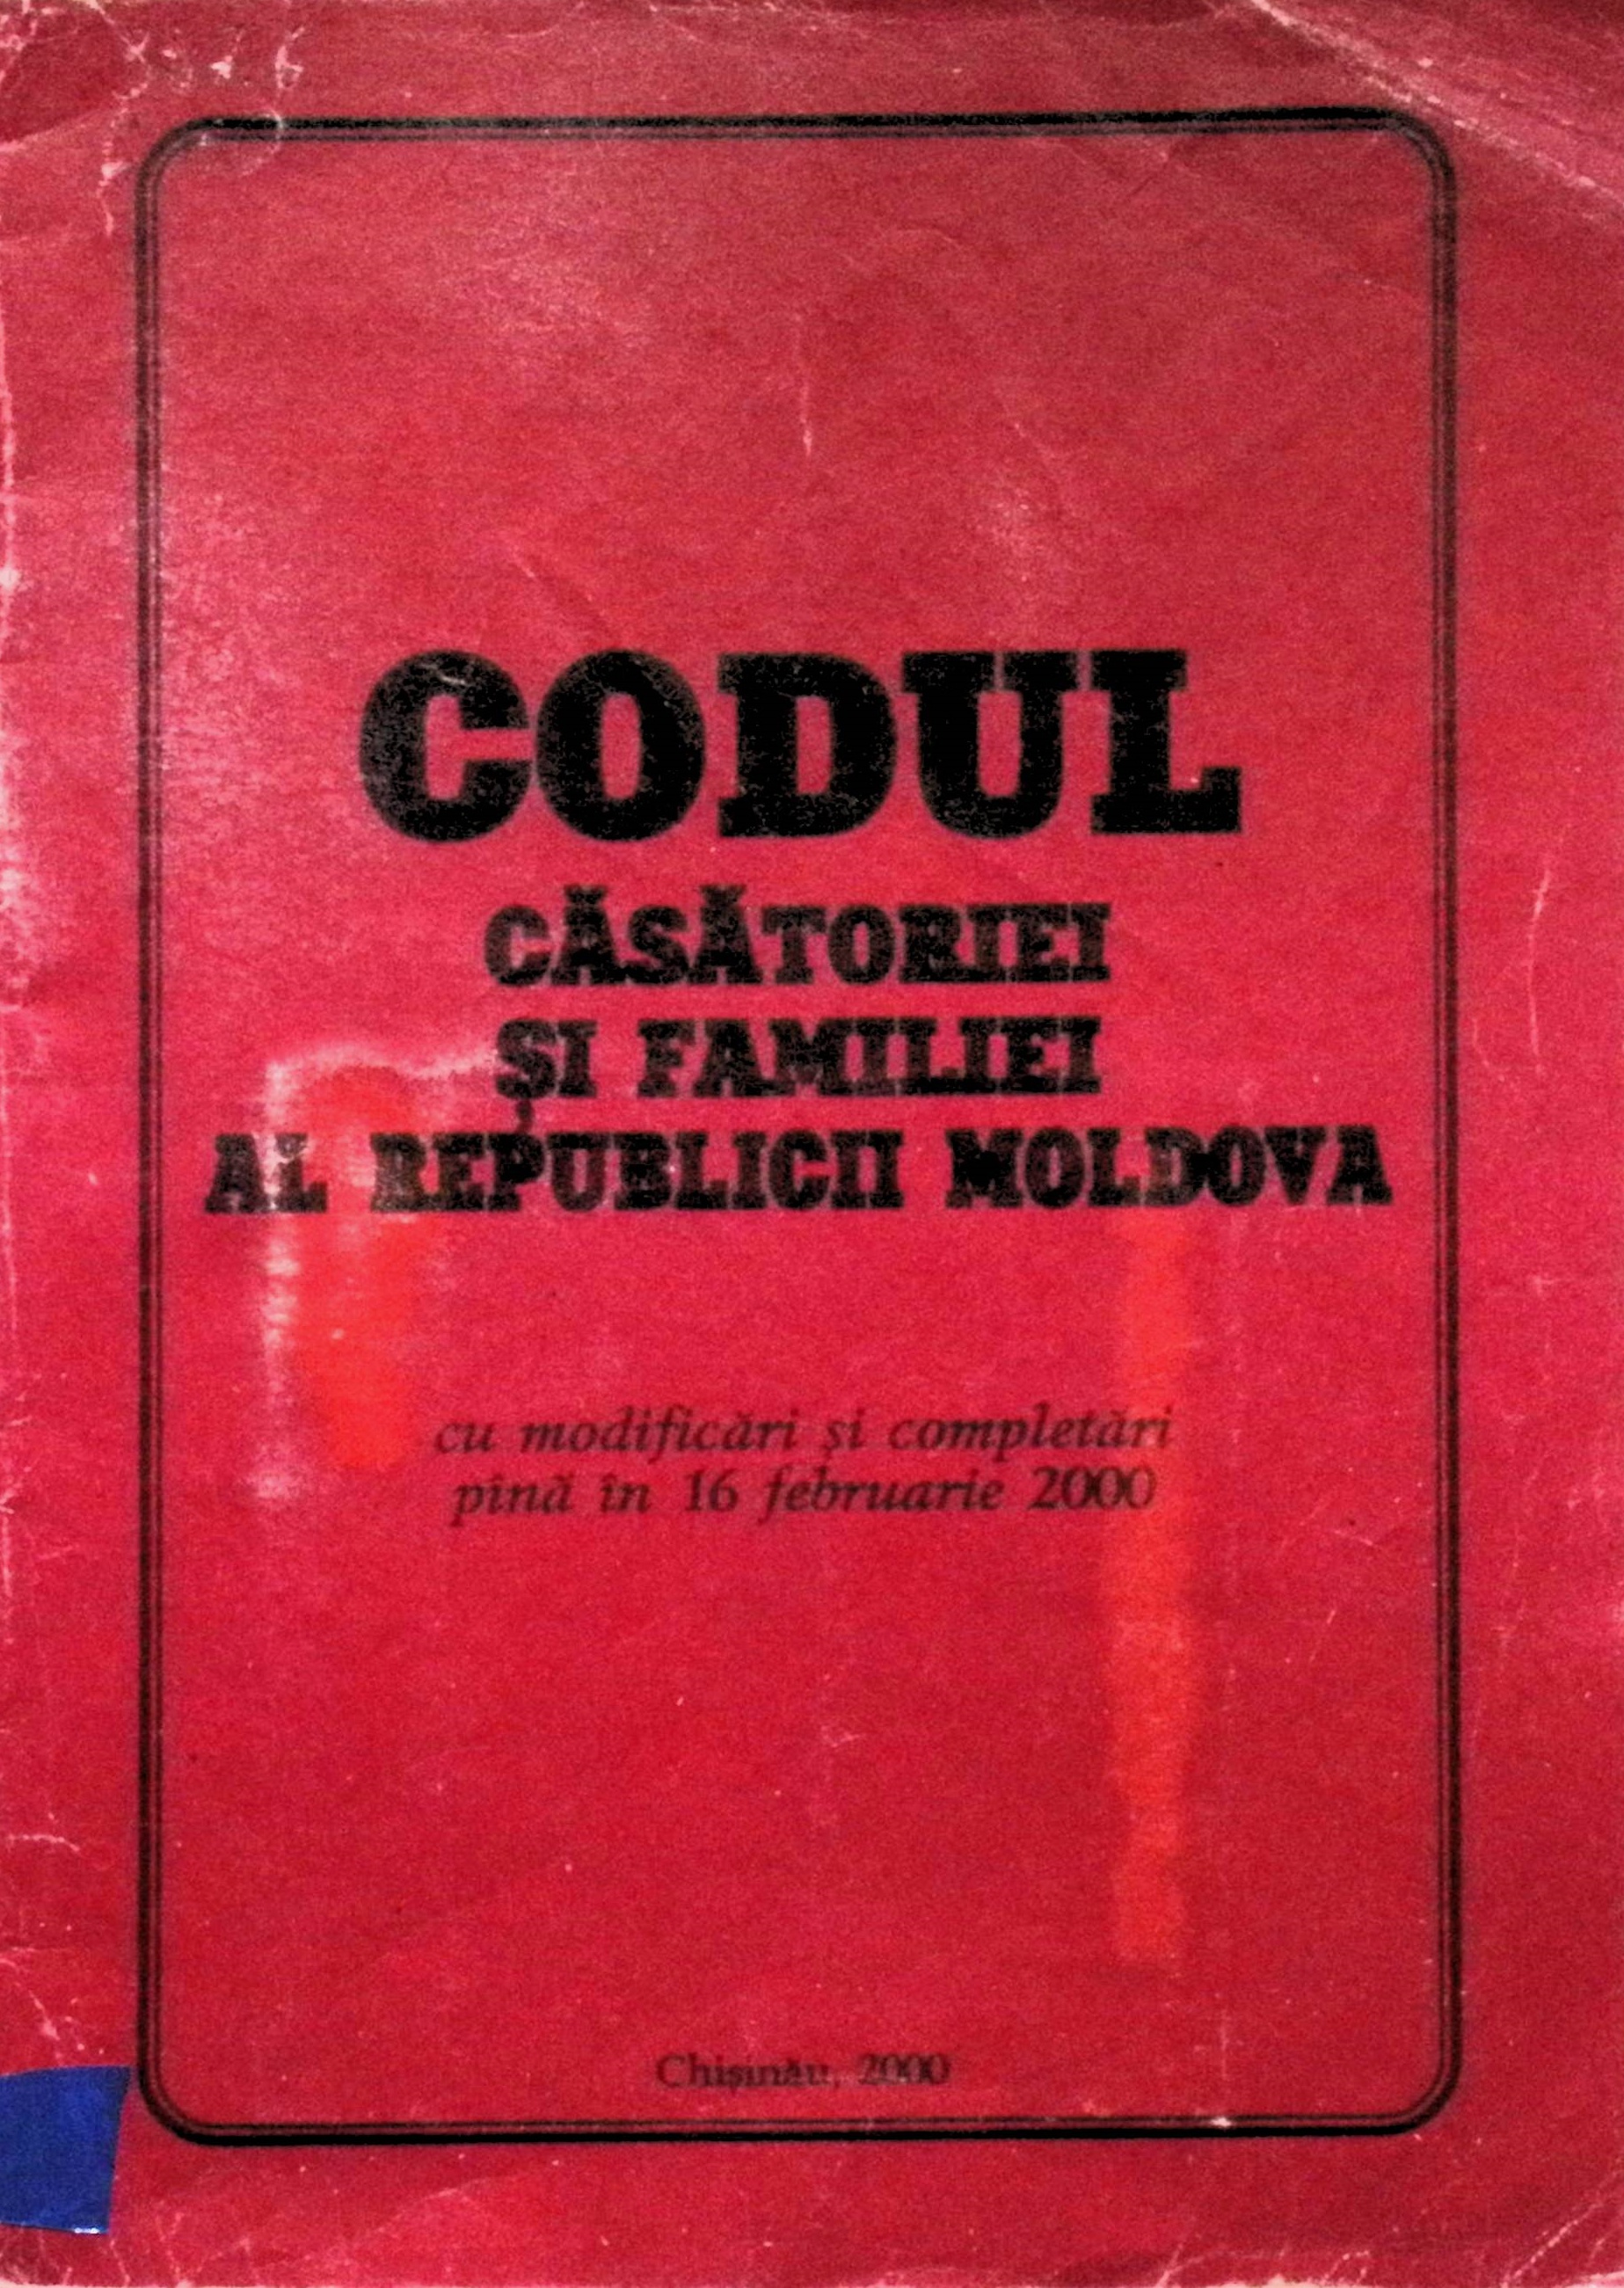 CODUL
CĂSĂTORIEI
ȘI FAMILIEI
AL REPUBLICII MOLDOVA
cu modificări și completări
pînă în 16 februarie 2000
Chișinău, 2000